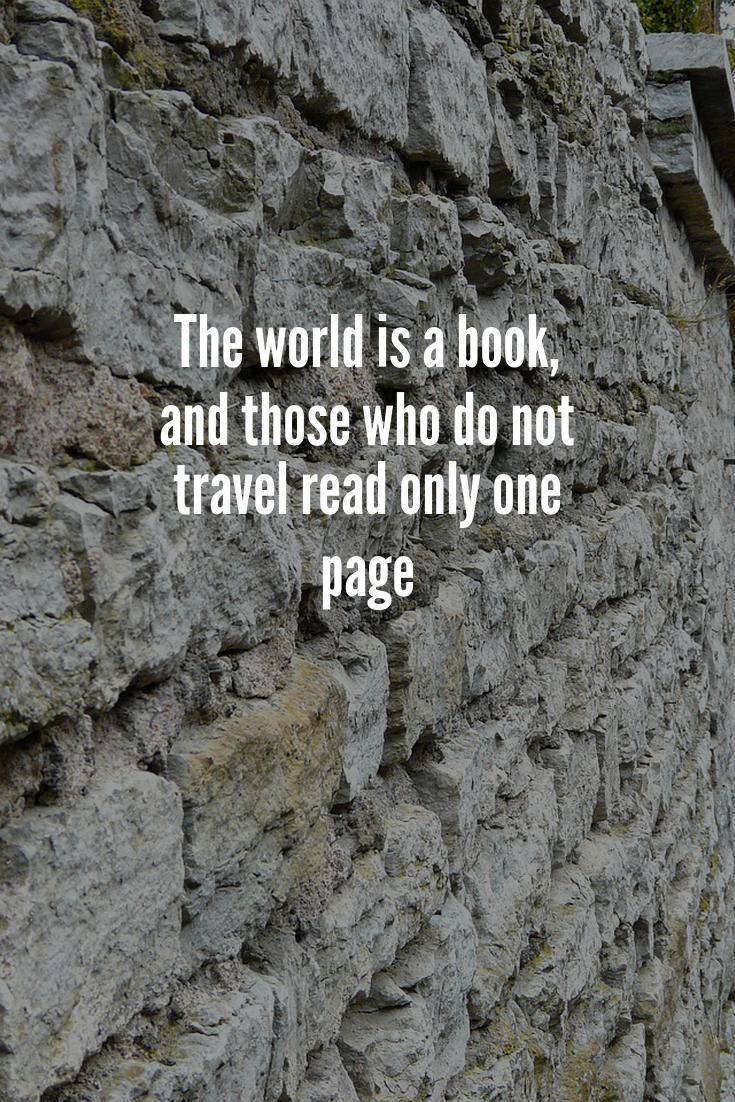 The world is a book,
and those who do not
travel read only one
page